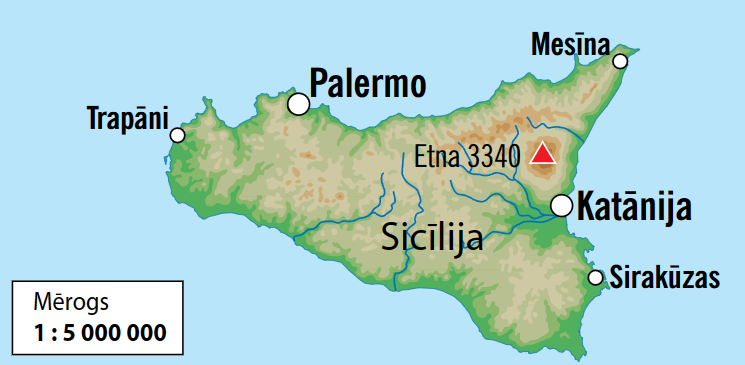 Mesīna
Palermo
Trapāni
Etna 3340
Katānija
Sicīlija
Sirakūzas
Mērogs
1 : 5 000 000